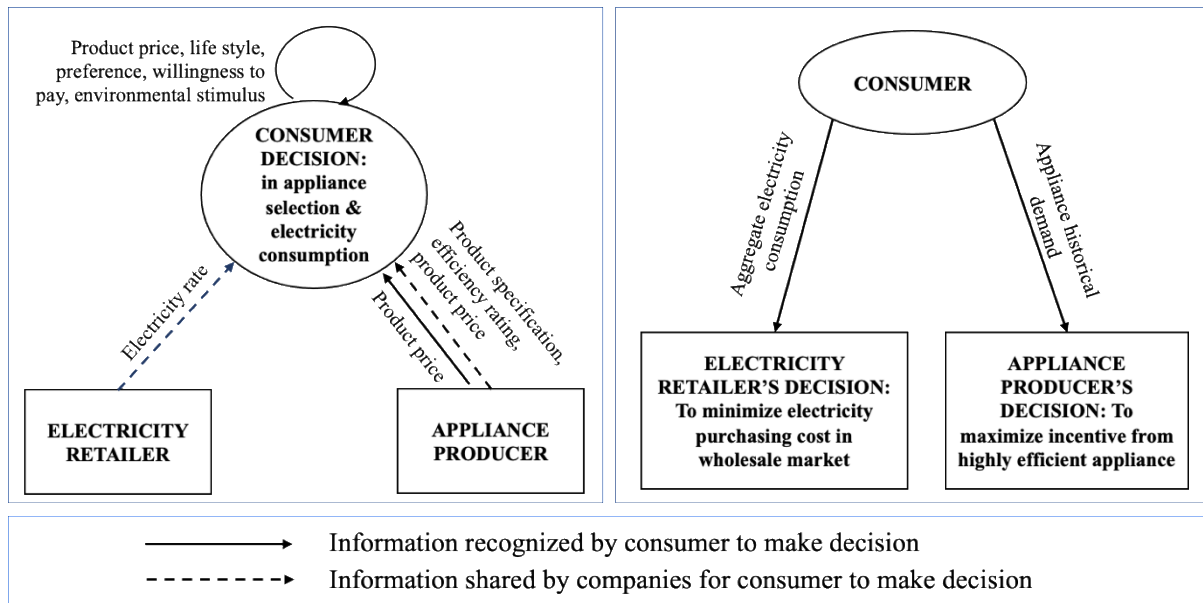 Product price, life style,
preference, willingness to
pay, environmental stimulus
CONSUMER
DECISION:
in appliance
selection &
electricity
consumption
Electricity rate
Product price
Product specification,
efficiency rating,
product price
ELECTRICITY
RETAILER
APPLIANCE
PRODUCER
CONSUMER
Aggregate electricity
consumption
Appliance historical
demand
ELECTRICITY
RETAILER’S DECISION:
To minimize electricity
purchasing cost in
wholesale market
APPLIANCE
PRODUCER’S
DECISION: To
maximize incentive from
highly efficient appliance
Information recognized by consumer to make decision
Information shared by companies for consumer to make decision